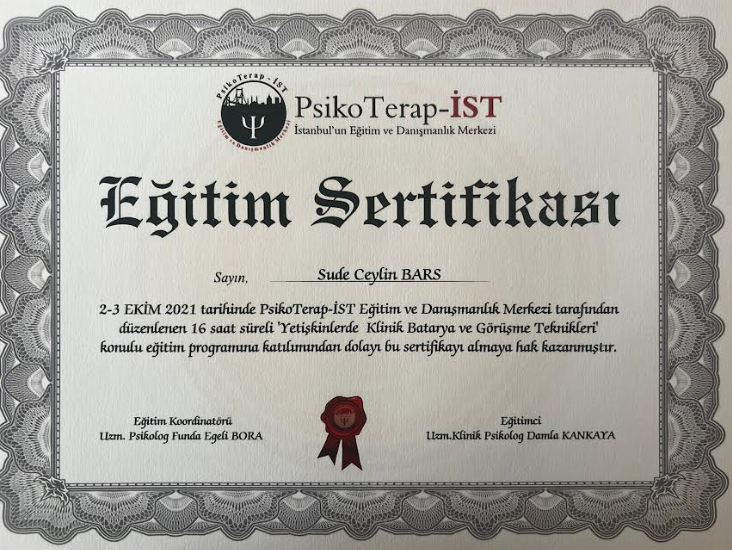 PsikoTerap - İST
Eğitim ve Danışmanlık Merkezi
PsikoTerap-İST
İstanbul'un Eğitim ve Danışmanlık Merkezi
Eğitim Sertifikası
Sayın, Sude Ceylin BARS
2-3 EKİM 2021 tarihinde PsikoTerap-İST Eğitim ve Danışmanlık Merkezi tarafından
düzenlenen 16 saat süreli 'Yetişkinlerde Klinik Batarya ve Görüşme Teknikleri'
konulu eğitim programına katılımından dolayı bu sertifikayı almaya hak kazanmıştır.
Eğitim Koordinatörü
Uzm. Psikolog Funda Egeli BORA
Eğitimci
Uzm.Klinik Psikolog Damla KANKAYA